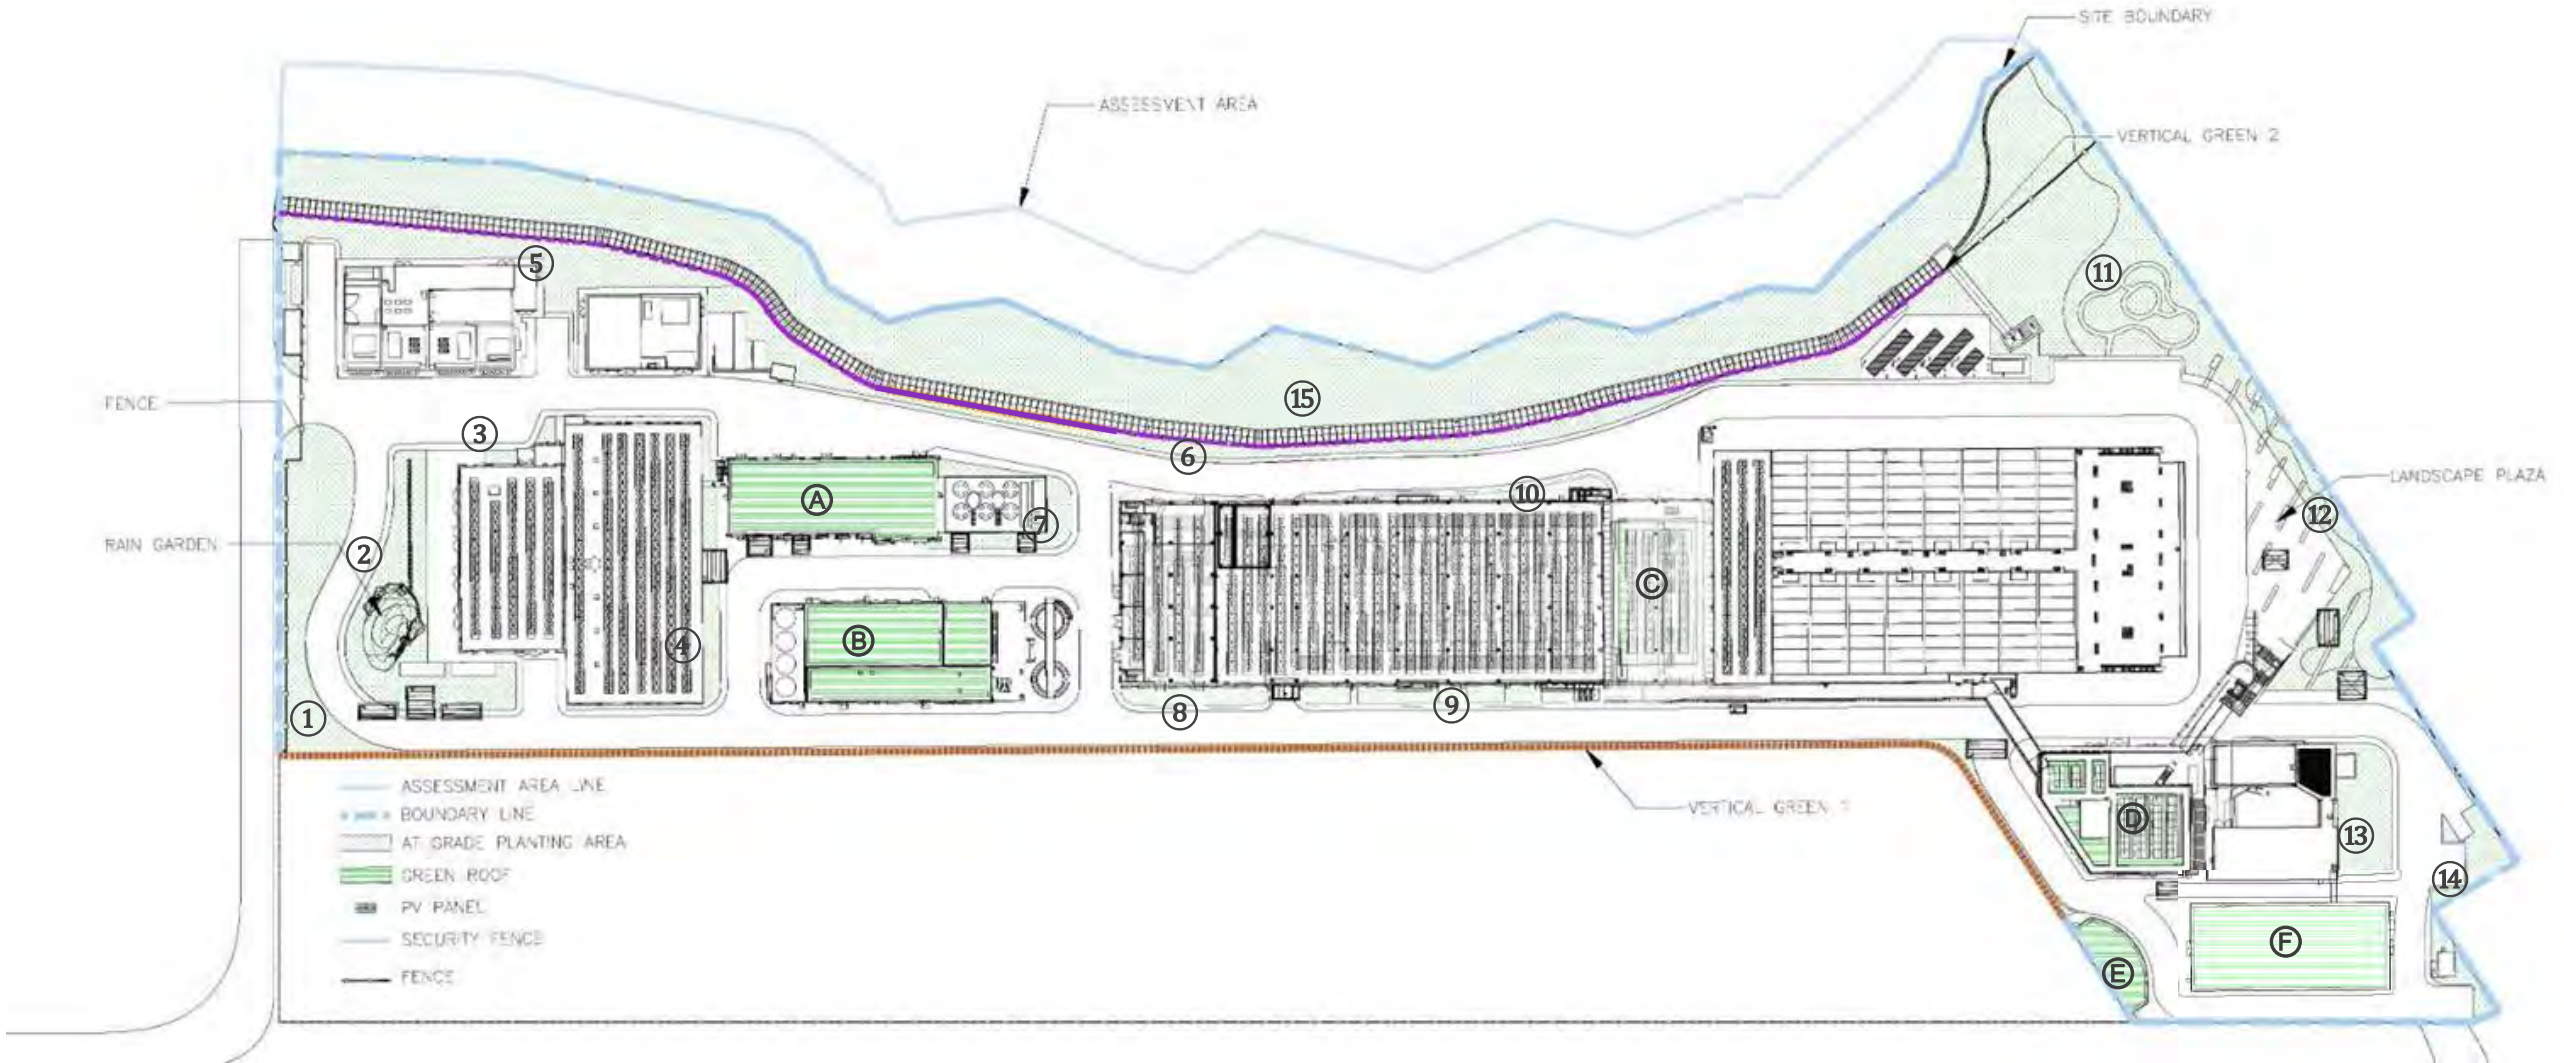 SITE BOUNDARY
ASSESSMENT AREA
VERTICAL GREEN 2
⑤
⑪
⑮
FENCE
③
⑥
LANDSCAPE PLAZA
Ⓐ
⑩
⑫
⑦
RAIN GARDEN
②
Ⓒ
Ⓑ
④
①
⑧
⑨
ASSESSMENT AREA LINE
BOUNDARY LINE
AT GRADE PLANTING AREA
GREEN ROOF
PV PANEL
SECURITY FENCE
FENCE
VERTICAL GREEN
Ⓓ
⑬
⑭
Ⓕ
Ⓔ